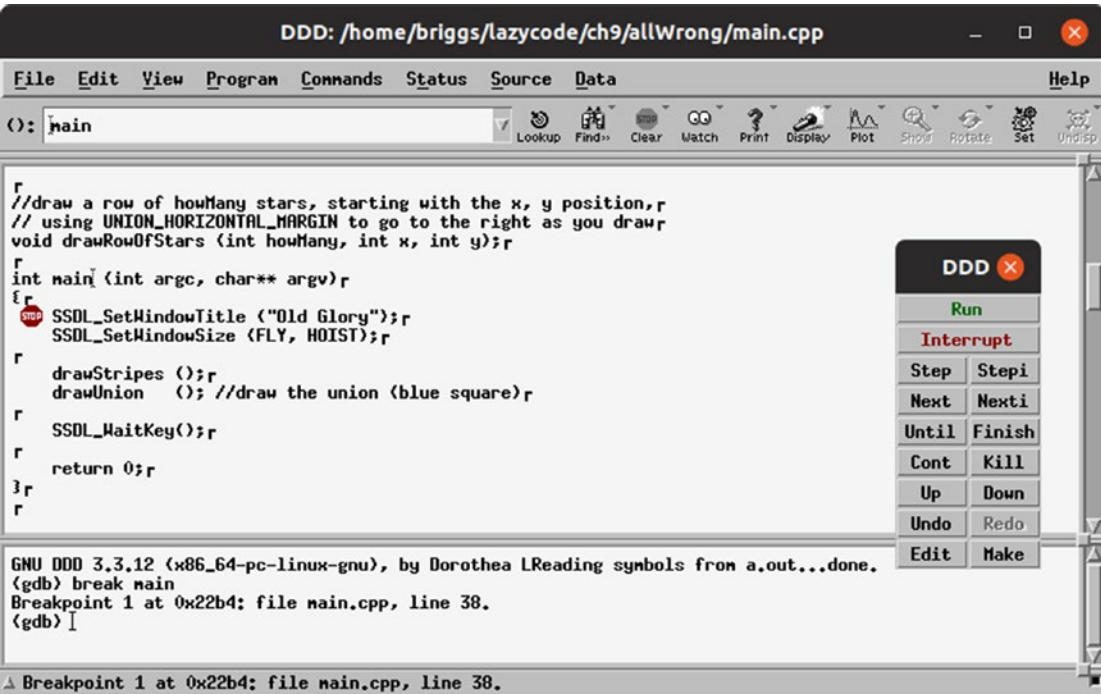 DDD: /home/briggs/lazycode/ch9/allWrong/main.cpp
File Edit View Program Commands Status Source Data Help
(): main
Lookup Find>> Clear Watch Print Display Plot Show Rotate Set Undisp
r
//draw a row of howMany stars, starting with the x, y position,r
// using UNION_HORIZONTAL_MARGIN to go to the right as you drawr
void drawRowOfStars (int howMany, int x, int y);r
r
int main (int argc, char** argv)r
{r
STOP SSDL_SetWindowTitle ("Old Glory");r
SSDL_SetWindowSize (FLY, HOIST);r
r
drawStripes ();r
drawUnion (); //draw the union (blue square)r
r
SSDL_WaitKey();r
r
return 0;r
}r
r
DDD
Run
Interrupt
Step Stepi
Next Nexti
Until Finish
Cont Kill
Up Down
Undo Redo
Edit Make
GNU DDD 3.3.12 (x86_64-pc-linux-gnu), by Dorothea LReading symbols from a.out...done.
(gdb) break main
Breakpoint 1 at 0x22b4: file main.cpp, line 38.
(gdb)
Breakpoint 1 at 0x22b4: file main.cpp, line 38.